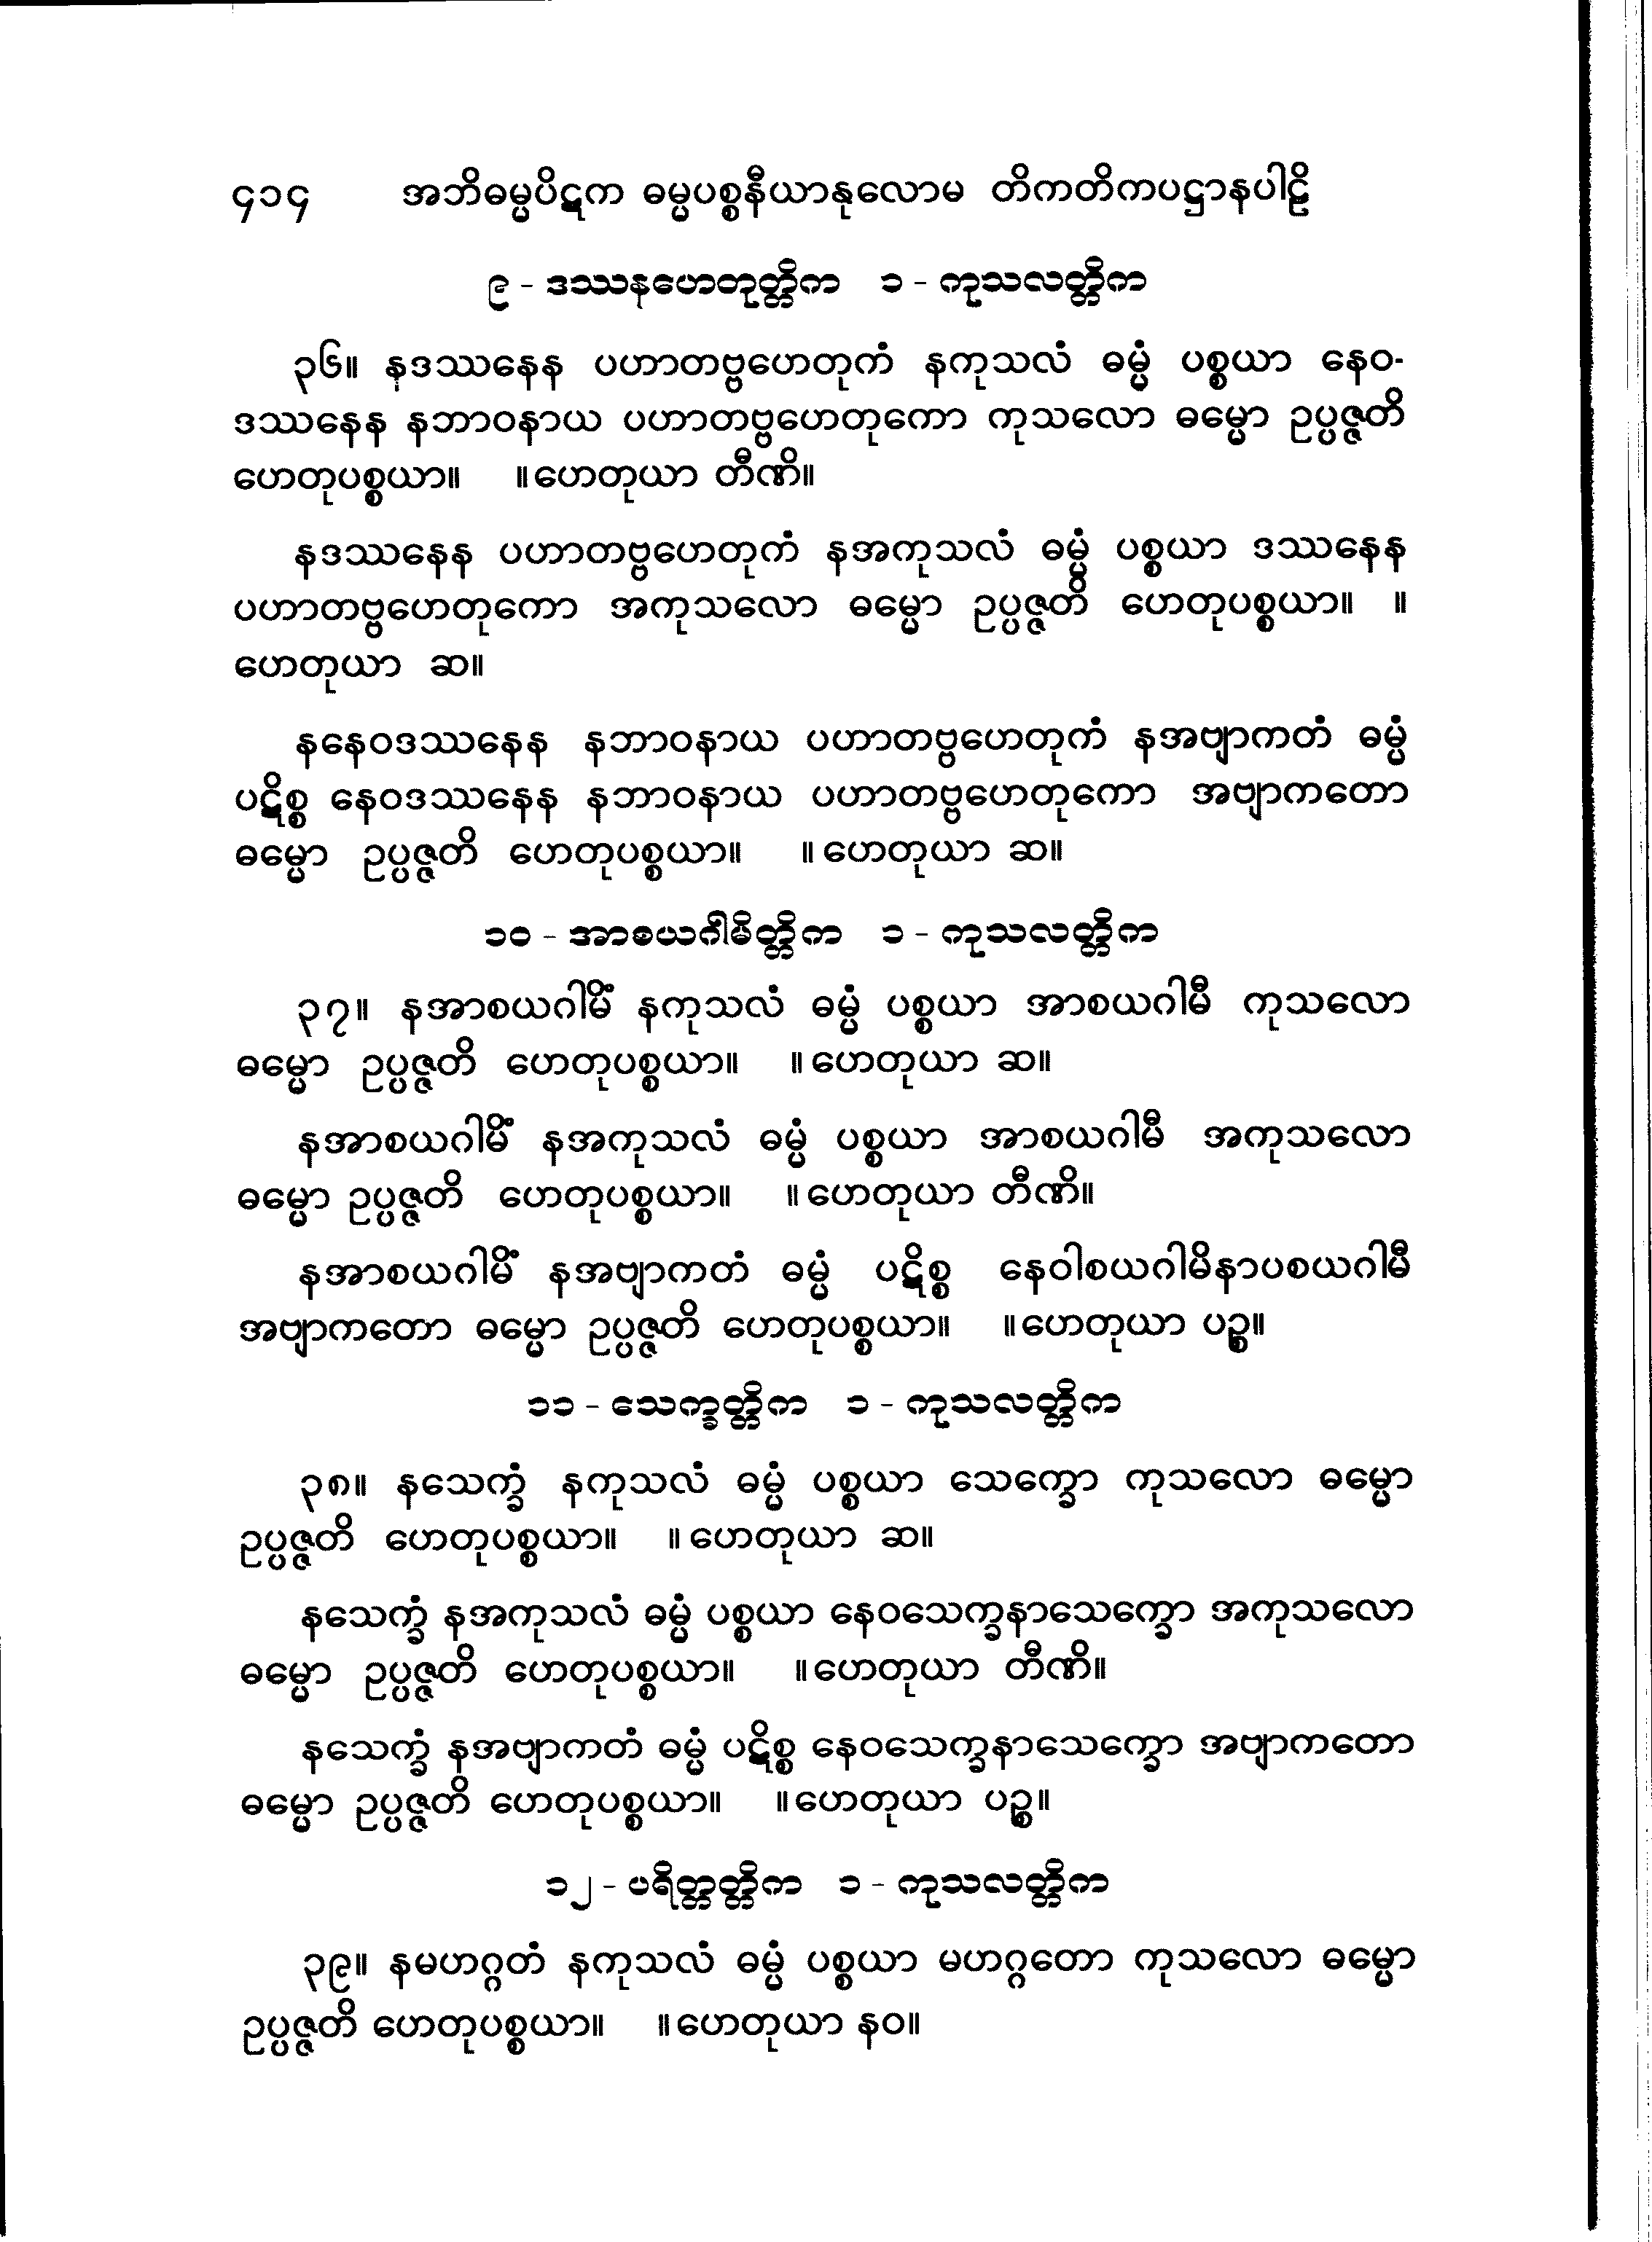 ၄၁၄ အဘိဓမ္မပိဋက ဓမ္မပစ္စနီယာနုလောမ တိကတိကပဋ္ဌာနပါဠိ
၉ - ဒဿနဟေတုတ္တိက ၁ - ကုသလတ္တိက
၃၆။ နဒဿနေန ပဟာတဗ္ဗဟေတုကံ နကုသလံ ဓမ္မံ ပစ္စယာ နေဝ-
ဒဿနေန နဘာဝနာယ ပဟာတဗ္ဗဟေတုကော ကုသလော ဓမ္မော ဥပ္ပဇ္ဇတိ
ဟေတုပစ္စယာ။ ။ဟေတုယာ တီဏိ။
နဒဿနေန ပဟာတဗ္ဗဟေတုကံ နအကုသလံ ဓမ္မံ ပစ္စယာ ဒဿနေန
ပဟာတဗ္ဗဟေတုကော အကုသလော ဓမ္မော ဥပ္ပဇ္ဇတိ ဟေတုပစ္စယာ။ ။
ဟေတုယာ ဆ။
နနေဝဒဿနေန နဘာဝနာယ ပဟာတဗ္ဗဟေတုကံ နအဗျာကတံ ဓမ္မံ
ပဋိစ္စ နေဝဒဿနေန နဘာဝနာယ ပဟာတဗ္ဗဟေတုကော အဗျာကတော
ဓမ္မော ဥပ္ပဇ္ဇတိ ဟေတုပစ္စယာ။ ။ဟေတုယာ ဆ။
၁၀ - အာစယဂါမိတ္တိက ၁ - ကုသလတ္တိက
၃၇။ နအာစယဂါမိံ နကုသလံ ဓမ္မံ ပစ္စယာ အာစယဂါမီ ကုသလော
ဓမ္မော ဥပ္ပဇ္ဇတိ ဟေတုပစ္စယာ။ ။ဟေတုယာ ဆ။
နအာစယဂါမိံ နအကုသလံ ဓမ္မံ ပစ္စယာ အာစယဂါမီ အကုသလော
ဓမ္မော ဥပ္ပဇ္ဇတိ ဟေတုပစ္စယာ။ ။ဟေတုယာ တီဏိ။
နအာစယဂါမိံ နအဗျာကတံ ဓမ္မံ ပဋိစ္စ နေဝါစယဂါမိနာပစယဂါမီ
အဗျာကတော ဓမ္မော ဥပ္ပဇ္ဇတိ ဟေတုပစ္စယာ။ ။ဟေတုယာ ပဉ္စ။
၁၁ - သေက္ခတ္တိက ၁ - ကုသလတ္တိက
၃၈။ နသေက္ခံ နကုသလံ ဓမ္မံ ပစ္စယာ သေက္ခော ကုသလော ဓမ္မော
ဥပ္ပဇ္ဇတိ ဟေတုပစ္စယာ။ ။ဟေတုယာ ဆ။
နသေက္ခံ နအကုသလံ ဓမ္မံ ပစ္စယာ နေဝသေက္ခနာသေက္ခော အကုသလော
ဓမ္မော ဥပ္ပဇ္ဇတိ ဟေတုပစ္စယာ။ ။ဟေတုယာ တီဏိ။
နသေက္ခံ နအဗျာကတံ ဓမ္မံ ပဋိစ္စ နေဝသေက္ခနာသေက္ခော အဗျာကတော
ဓမ္မော ဥပ္ပဇ္ဇတိ ဟေတုပစ္စယာ။ ။ဟေတုယာ ပဉ္စ။
၁၂ - ပရိတ္တတ္တိက ၁ - ကုသလတ္တိက
၃၉။ နမဟဂ္ဂတံ နကုသလံ ဓမ္မံ ပစ္စယာ မဟဂ္ဂတော ကုသလော ဓမ္မော
ဥပ္ပဇ္ဇတိ ဟေတုပစ္စယာ။ ။ဟေတုယာ နဝ။